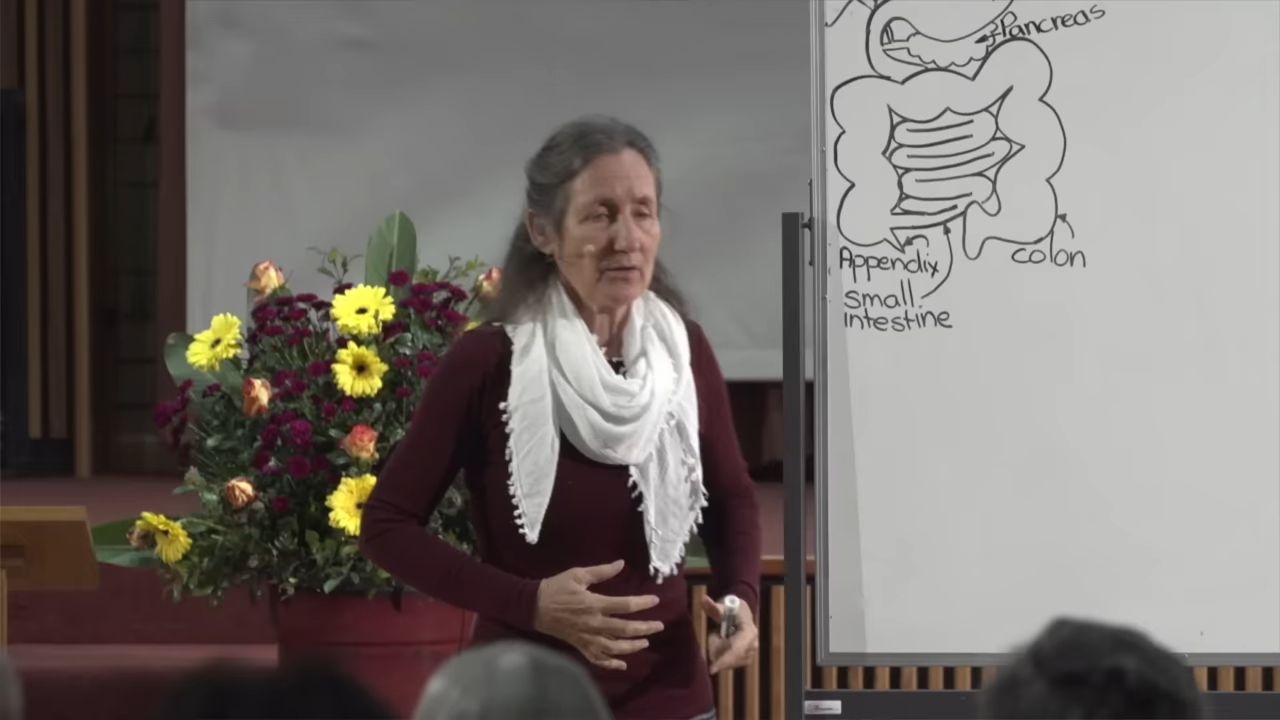 Pancreas
Appendix
colon
small
intestine